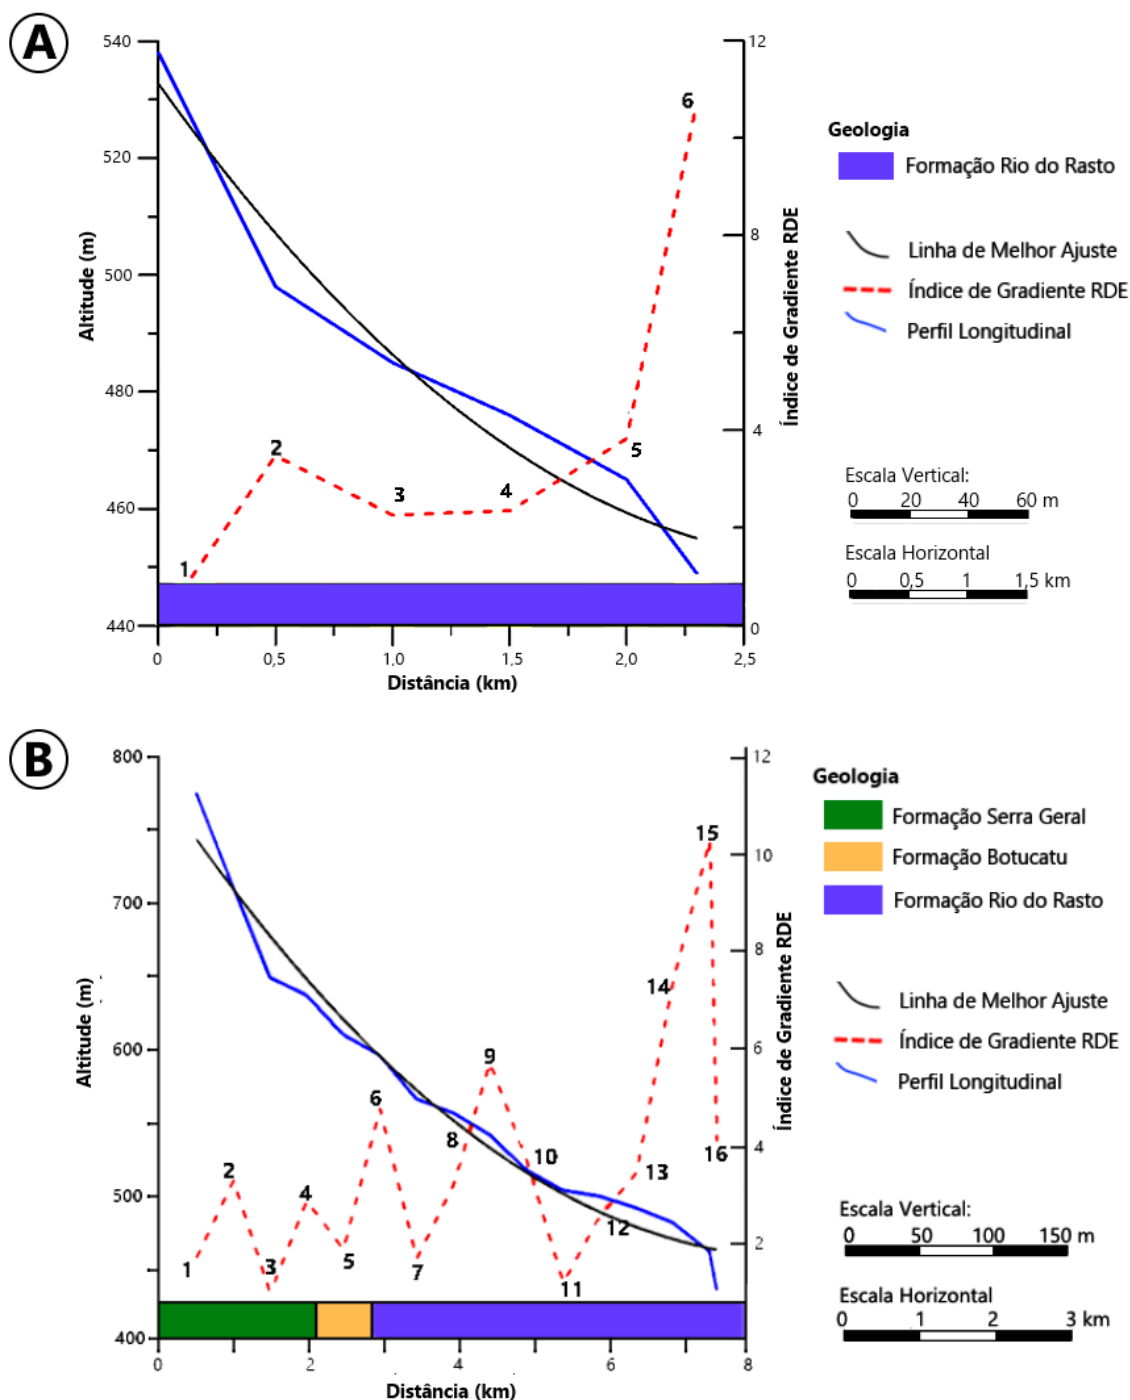 A
540
520
500
480
460
440
Altitude (m)
12
8
4
0
Índice de Gradiente RDE
1
2
3
4
5
6
0
0,5
1,0
1,5
2,0
2,5
Distância (km)
Geologia
Formação Rio do Rasto
Linha de Melhor Ajuste
Índice de Gradiente RDE
Perfil Longitudinal
Escala Vertical:
0 20 40 60 m
Escala Horizontal
0 0,5 1 1,5 km
B
800
700
600
500
400
Altitude (m)
12
10
8
6
4
2
Índice de Gradiente RDE
1
2
3
4
5
6
7
8
9
10
11
12
13
14
15
16
0
2
4
6
8
Distância (km)
Geologia
Formação Serra Geral
Formação Botucatu
Formação Rio do Rasto
Linha de Melhor Ajuste
Índice de Gradiente RDE
Perfil Longitudinal
Escala Vertical:
0 50 100 150 m
Escala Horizontal
0 1 2 3 km